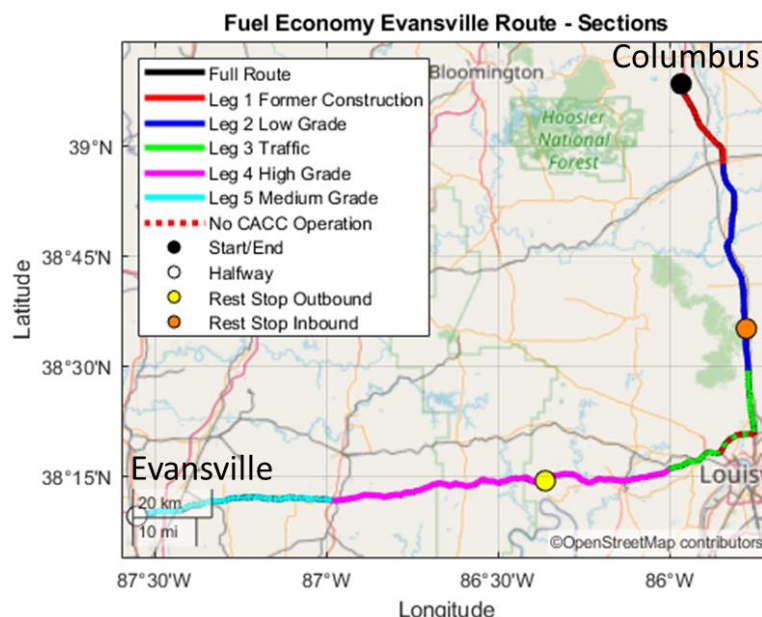 Fuel Economy Evansville Route - Sections
Columbus
Bloomington
Full Route
Leg 1 Former Construction
Leg 2 Low Grade
Leg 3 Traffic
Leg 4 High Grade
Leg 5 Medium Grade
No CACC Operation
Start/End
Halfway
Rest Stop Outbound
Rest Stop Inbound
Hoosier
National
Forest
39°N
38°45'N
38°30'N
38°15'N
Latitude
Evansville
Louisv
20 km
10 mi
©OpenStreetMap contributors
87°30'W
87°W
86°30'W
86°W
Longitude